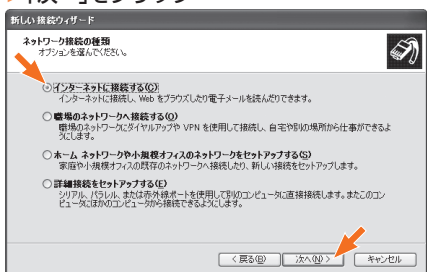 新しい接続ウィザード
ネットワーク接続の種類
オプションを選んでください。
インターネットに接続する(C)
インターネットに接続し、Web をブラウズしたり電子メールを読んだりできます。
職場のネットワークへ接続する(O)
職場のネットワークにダイヤルアップや VPN を使用して接続し、自宅や別の場所から仕事ができるよ
うにします。
ホーム ネットワークや小規模オフィスのネットワークをセットアップする(S)
家庭や小規模オフィスの既存のネットワークへ接続したり、新しい接続をセットアップします。
詳細接続をセットアップする(E)
シリアル、パラレル、または赤外線ポートを使用して別のコンピュータに直接接続します。またこのコン
ピュータにほかのコンピュータから接続できるようにします。
< 戻る(B) 次へ(N) > キャンセル